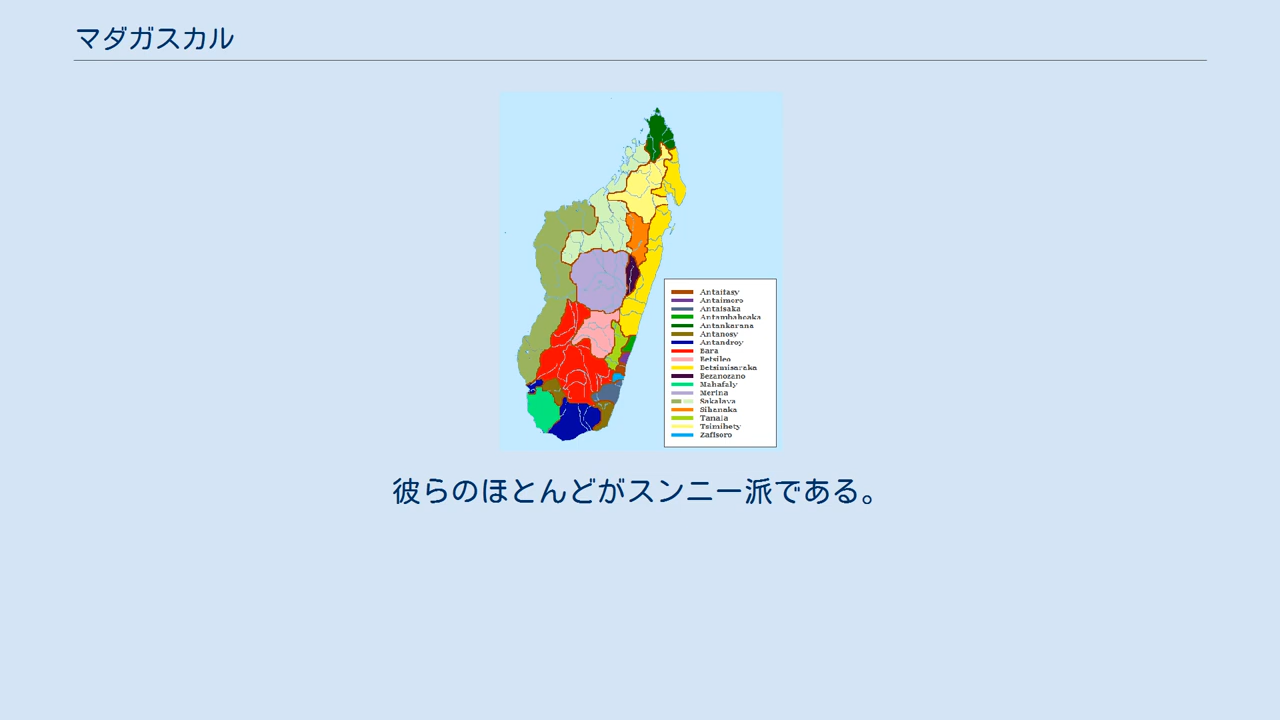 マダガスカル
Antaifasy
Antaimoro
Antaisaka
Antambahoaka
Antankarana
Antanosy
Antandroy
Bara
Betsileo
Betsimisaraka
Bezanozano
Mahafaly
Merina
Sakalava
Sihanaka
Tanala
Tsimihety
Zafisoro
彼らのほとんどがスンニー派である。